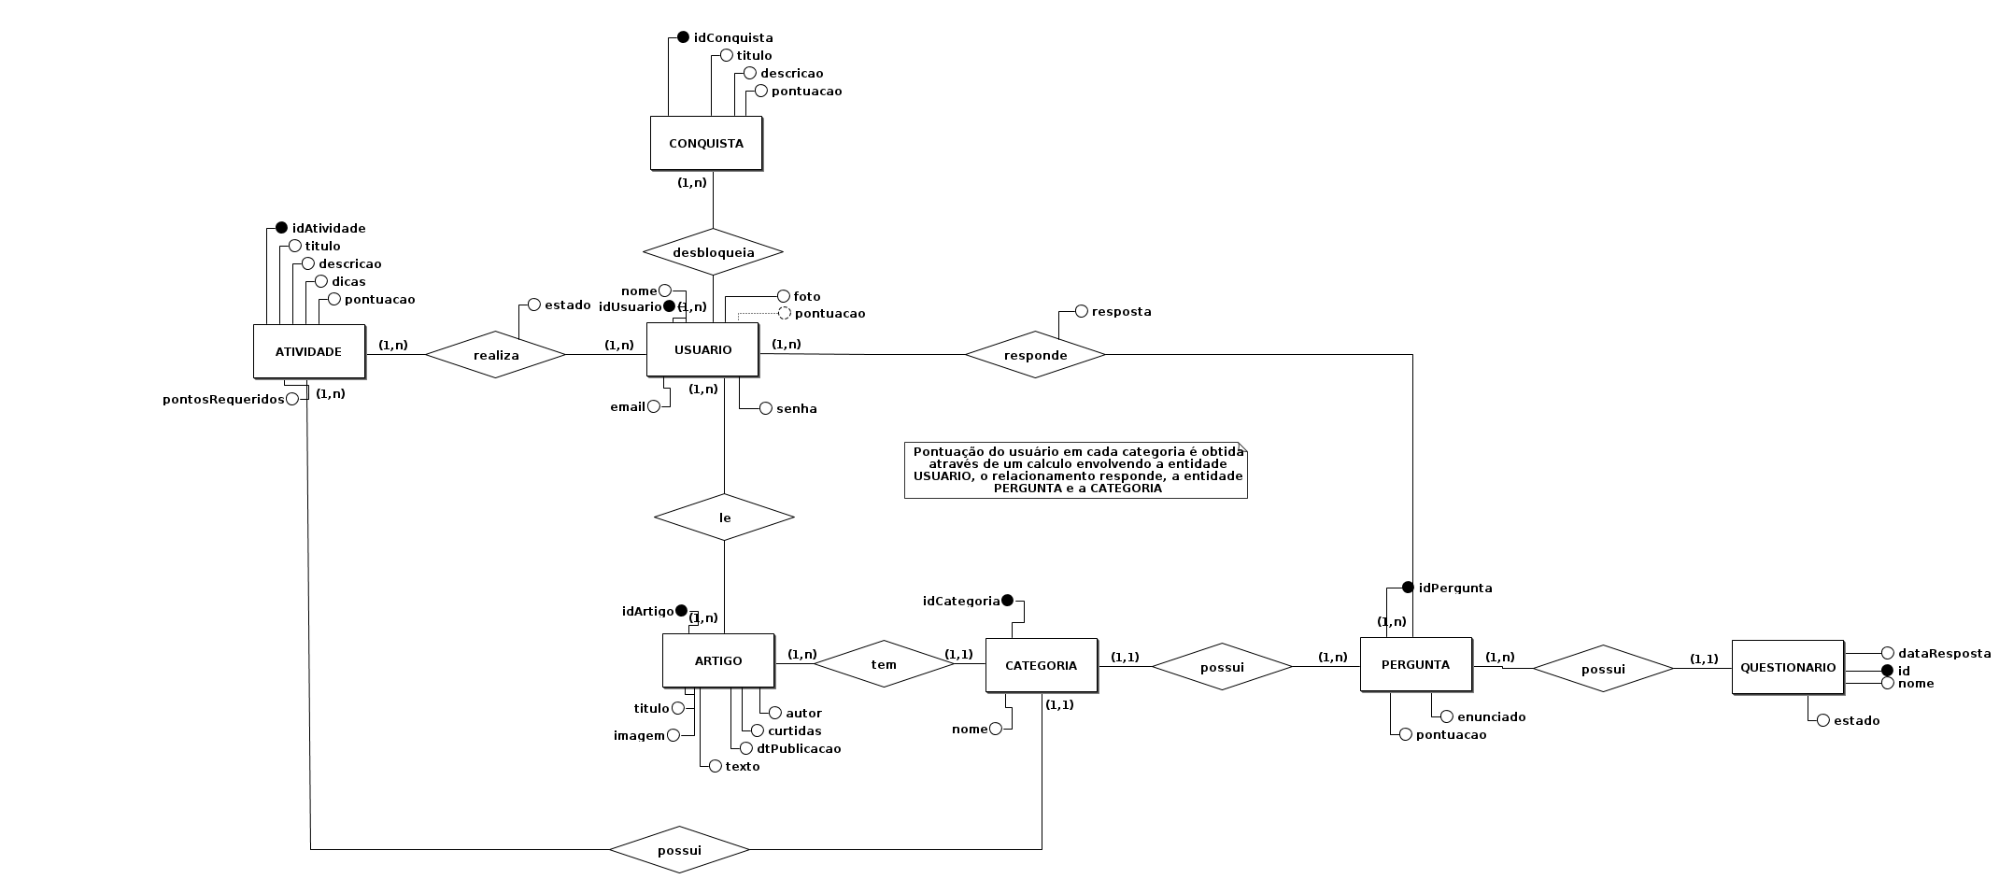 idConquista
titulo
descricao
pontuacao
CONQUISTA
(1,n)
desbloqueia
idAtividade
titulo
descricao
dicas
pontuacao
ATIVIDADE
(1,n)
pontosRequeridos
(1,n)
estado
realiza
(1,n)
nome
idUsuario
(1,n)
foto
pontuacao
USUARIO
(1,n)
(1,n)
email
senha
resposta
responde
Pontuação do usuário em cada categoria é obtida
através de um calculo envolvendo a entidade
USUARIO, o relacionamento responde, a entidade
PERGUNTA e a CATEGORIA
le
idArtigo
(1,n)
ARTIGO
(1,n)
tem
(1,1)
titulo
imagem
autor
curtidas
dtPublicacao
texto
idCategoria
CATEGORIA
(1,1)
(1,1)
nome
possui
(1,n)
idPergunta
(1,n)
PERGUNTA
(1,n)
enunciado
pontuacao
possui
(1,1)
QUESTIONARIO
dataResposta
id
nome
estado
possui